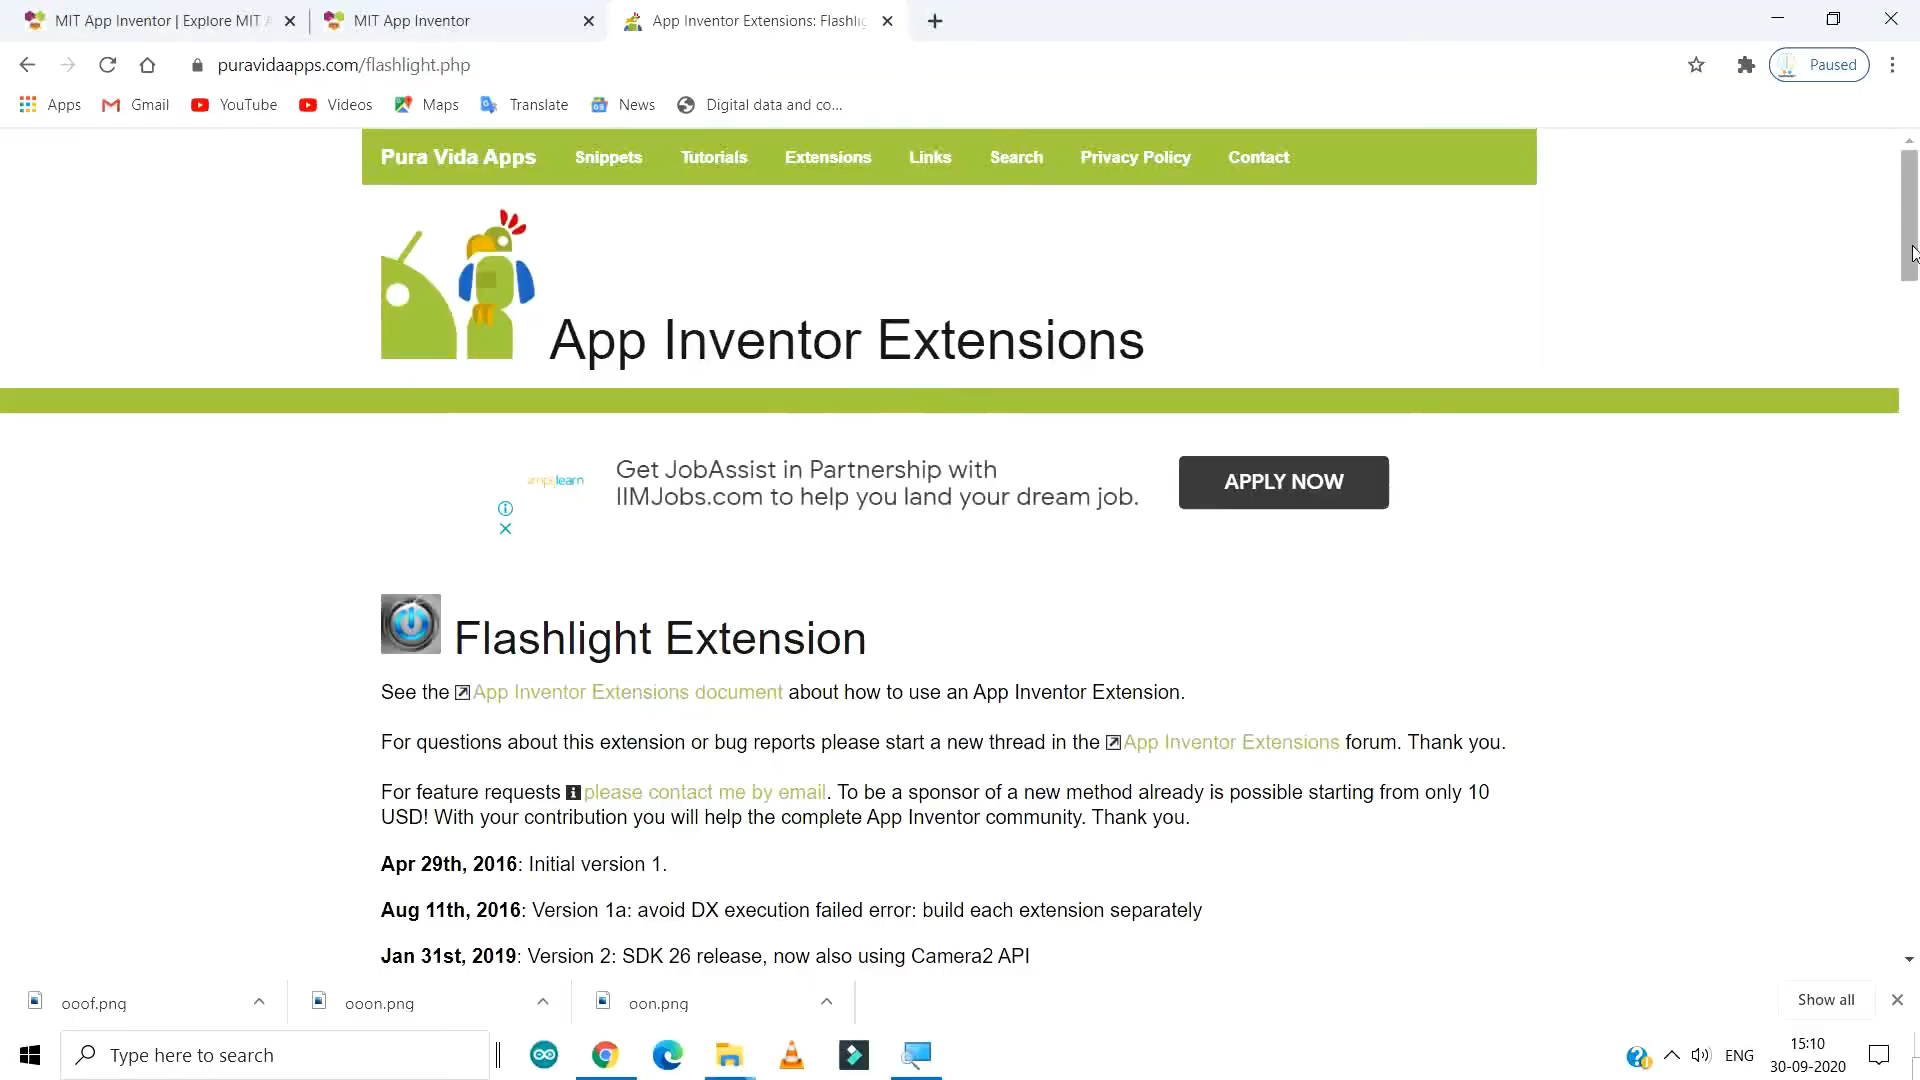 MIT App Inventor | Explore MIT A
MIT App Inventor
App Inventor Extensions: Flashlig
puravidaapps.com/flashlight.php
Paused
Apps
Gmail
YouTube
Videos
Maps
Translate
News
Digital data and co...
Pura Vida Apps
Snippets
Tutorials
Extensions
Links
Search
Privacy Policy
Contact
App Inventor Extensions
Get JobAssist in Partnership with
IIMJobs.com to help you land your dream job.
APPLY NOW
Flashlight Extension
See the App Inventor Extensions document about how to use an App Inventor Extension.
For questions about this extension or bug reports please start a new thread in the App Inventor Extensions forum. Thank you.
For feature requests please contact me by email. To be a sponsor of a new method already is possible starting from only 10
USD! With your contribution you will help the complete App Inventor community. Thank you.
Apr 29th, 2016: Initial version 1.
Aug 11th, 2016: Version 1a: avoid DX execution failed error: build each extension separately
Jan 31st, 2019: Version 2: SDK 26 release, now also using Camera2 API
ooof.png
ooon.png
oon.png
Show all
Type here to search
ENG
15:10
30-09-2020